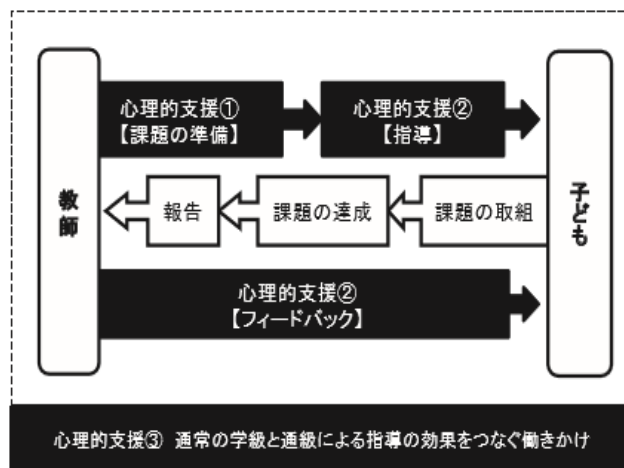 教師
心理的支援①
【課題の準備】
心理的支援②
【指導】
子ども
報告
課題の達成
課題の取組
心理的支援②
【フィードバック】
心理的支援③ 通常の学級と通級による指導の効果をつなぐ働きかけ